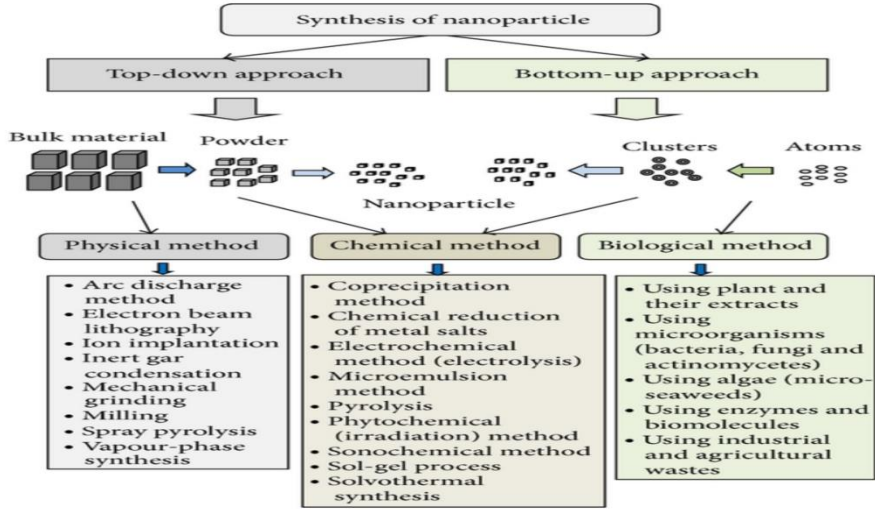 Synthesis of nanoparticle
Top-down approach
Bottom-up approach
Bulk material
Powder
Clusters
Atoms
Nanoparticle
Physical method
Chemical method
Biological method
• Arc discharge
method
• Electron beam
lithography
• Ion implantation
• Inert gar
condensation
• Mechanical
grinding
• Milling
• Spray pyrolysis
• Vapour-phase
synthesis
• Coprecipitation
method
• Chemical reduction
of metal salts
• Electrochemical
method (electrolysis)
• Microemulsion
method
• Pyrolysis
• Phytochemical
(irradiation) method
• Sonochemical method
• Sol-gel process
• Solvothermal
synthesis
• Using plant and
their extracts
• Using
microorganisms
(bacteria, fungi and
actinomycetes)
• Using algae (micro-
seaweeds)
• Using enzymes and
biomolecules
• Using industrial
and agricultural
wastes